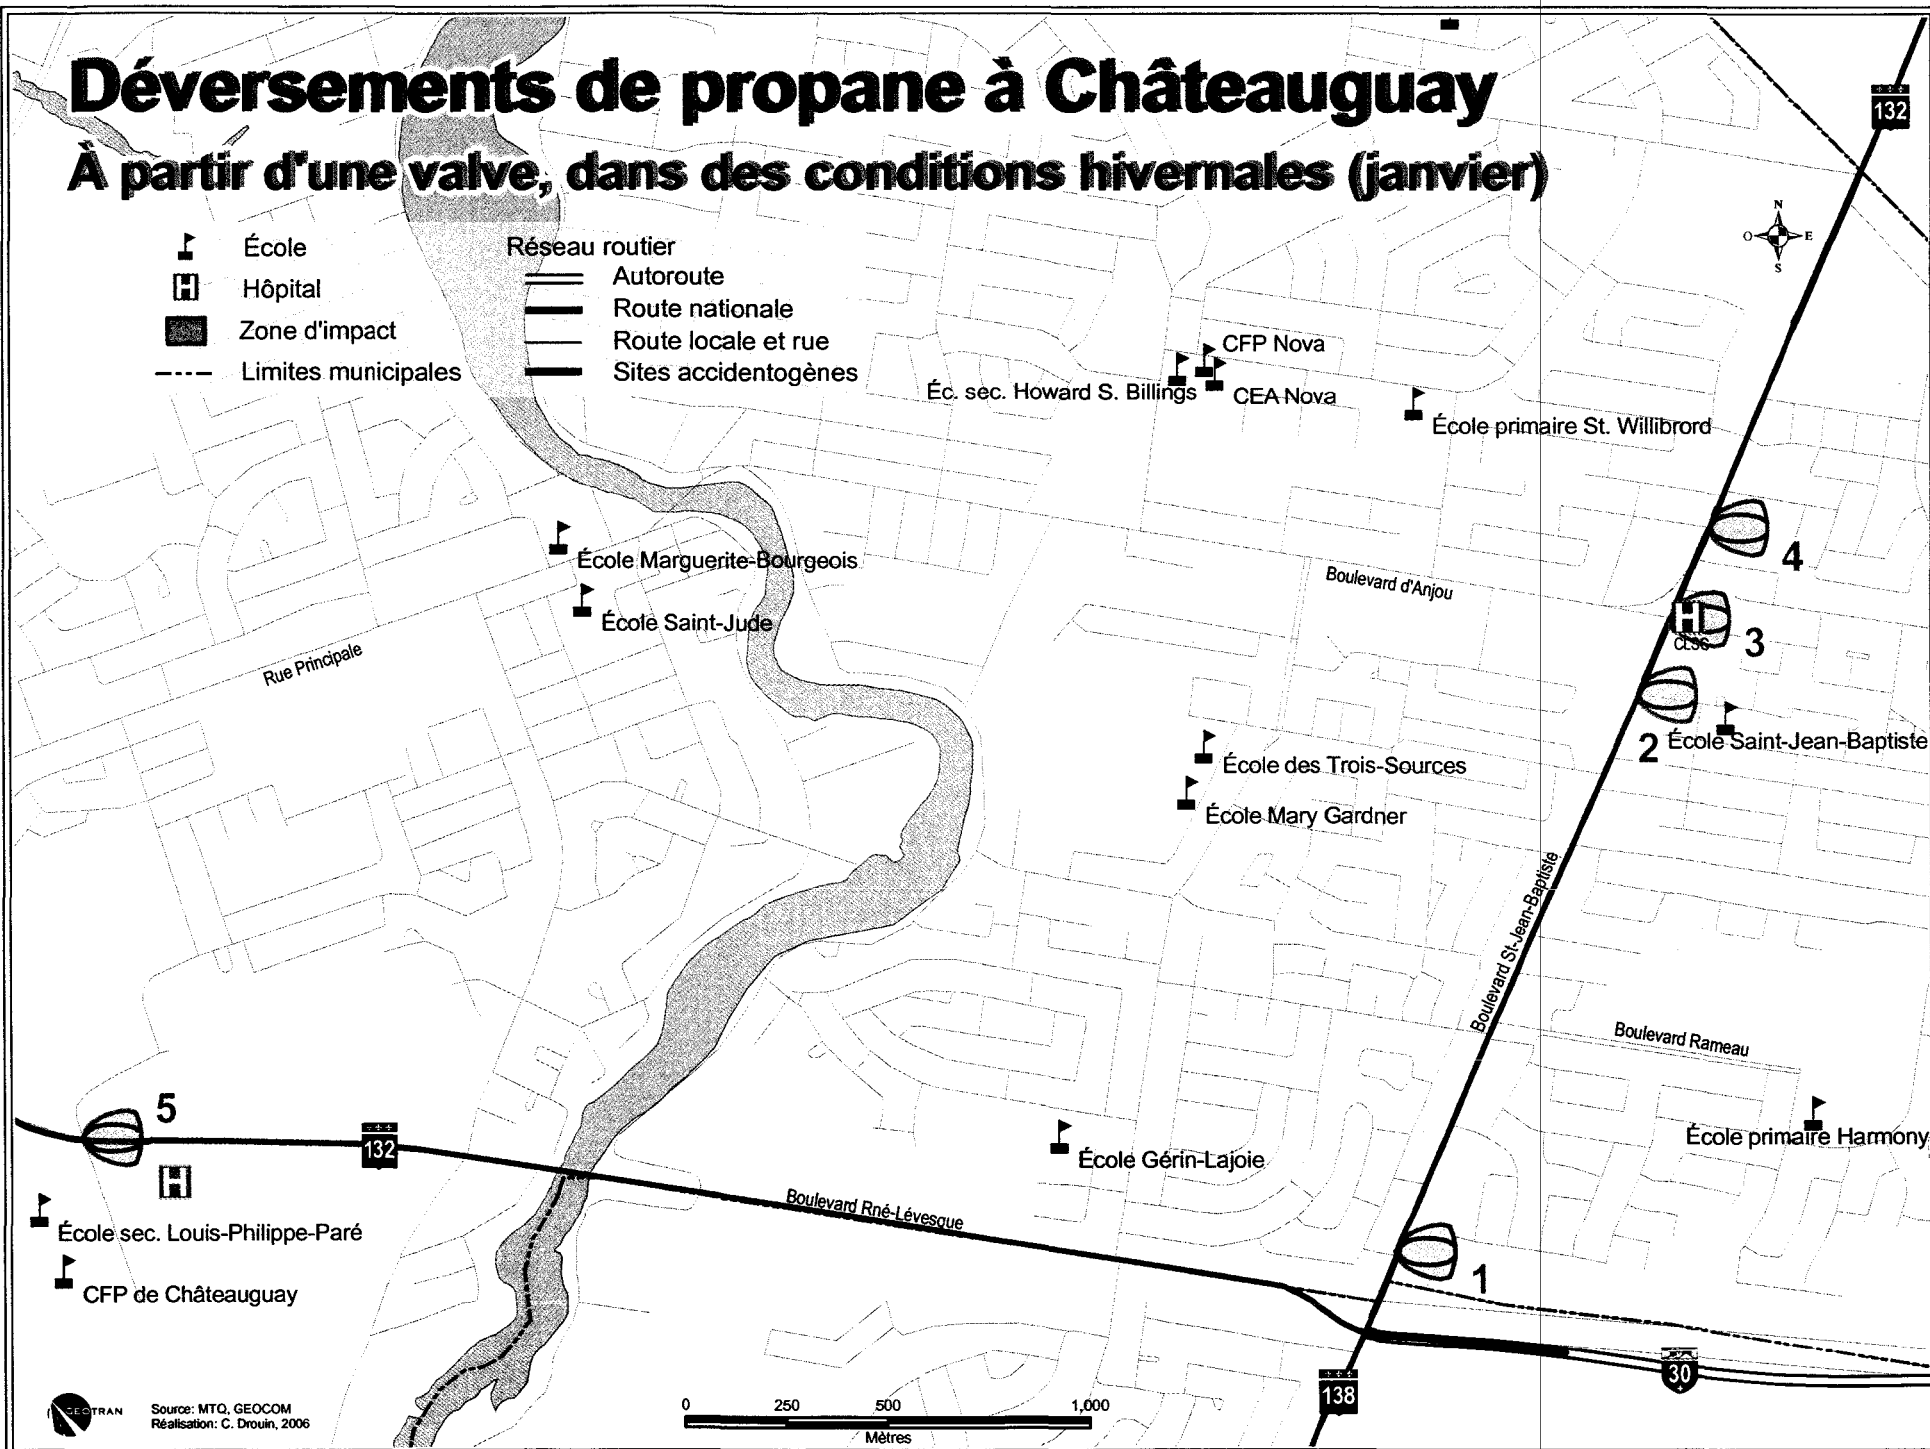 Déversements de propane à Châteauguay
À partir d'une valve, dans des conditions hivernales (janvier)
132
N
O E
S
École
Hôpital
Zone d'impact
Limites municipales
Réseau routier
Autoroute
Route nationale
Route locale et rue
Sites accidentogènes
CFP Nova
Éc. sec. Howard S. Billings
CEA Nova
École primaire St. Willibrord
4
École Marguerite-Bourgeois
Boulevard d'Anjou
École Saint-Jude
H
CLSC
3
Rue Principale
2
École Saint-Jean-Baptiste
École des Trois-Sources
École Mary Gardner
Boulevard St-Jean-Baptiste
Boulevard Rameau
5
132
H
École primaire Harmony
École Gérin-Lajoie
Boulevard Rné-Lévesque
École sec. Louis-Philippe-Paré
CFP de Châteauguay
1
30
138
GEOTRAN
Source: MTQ, GEOCOM
Réalisation: C. Drouin, 2006
0 250 500 1,000
Mètres